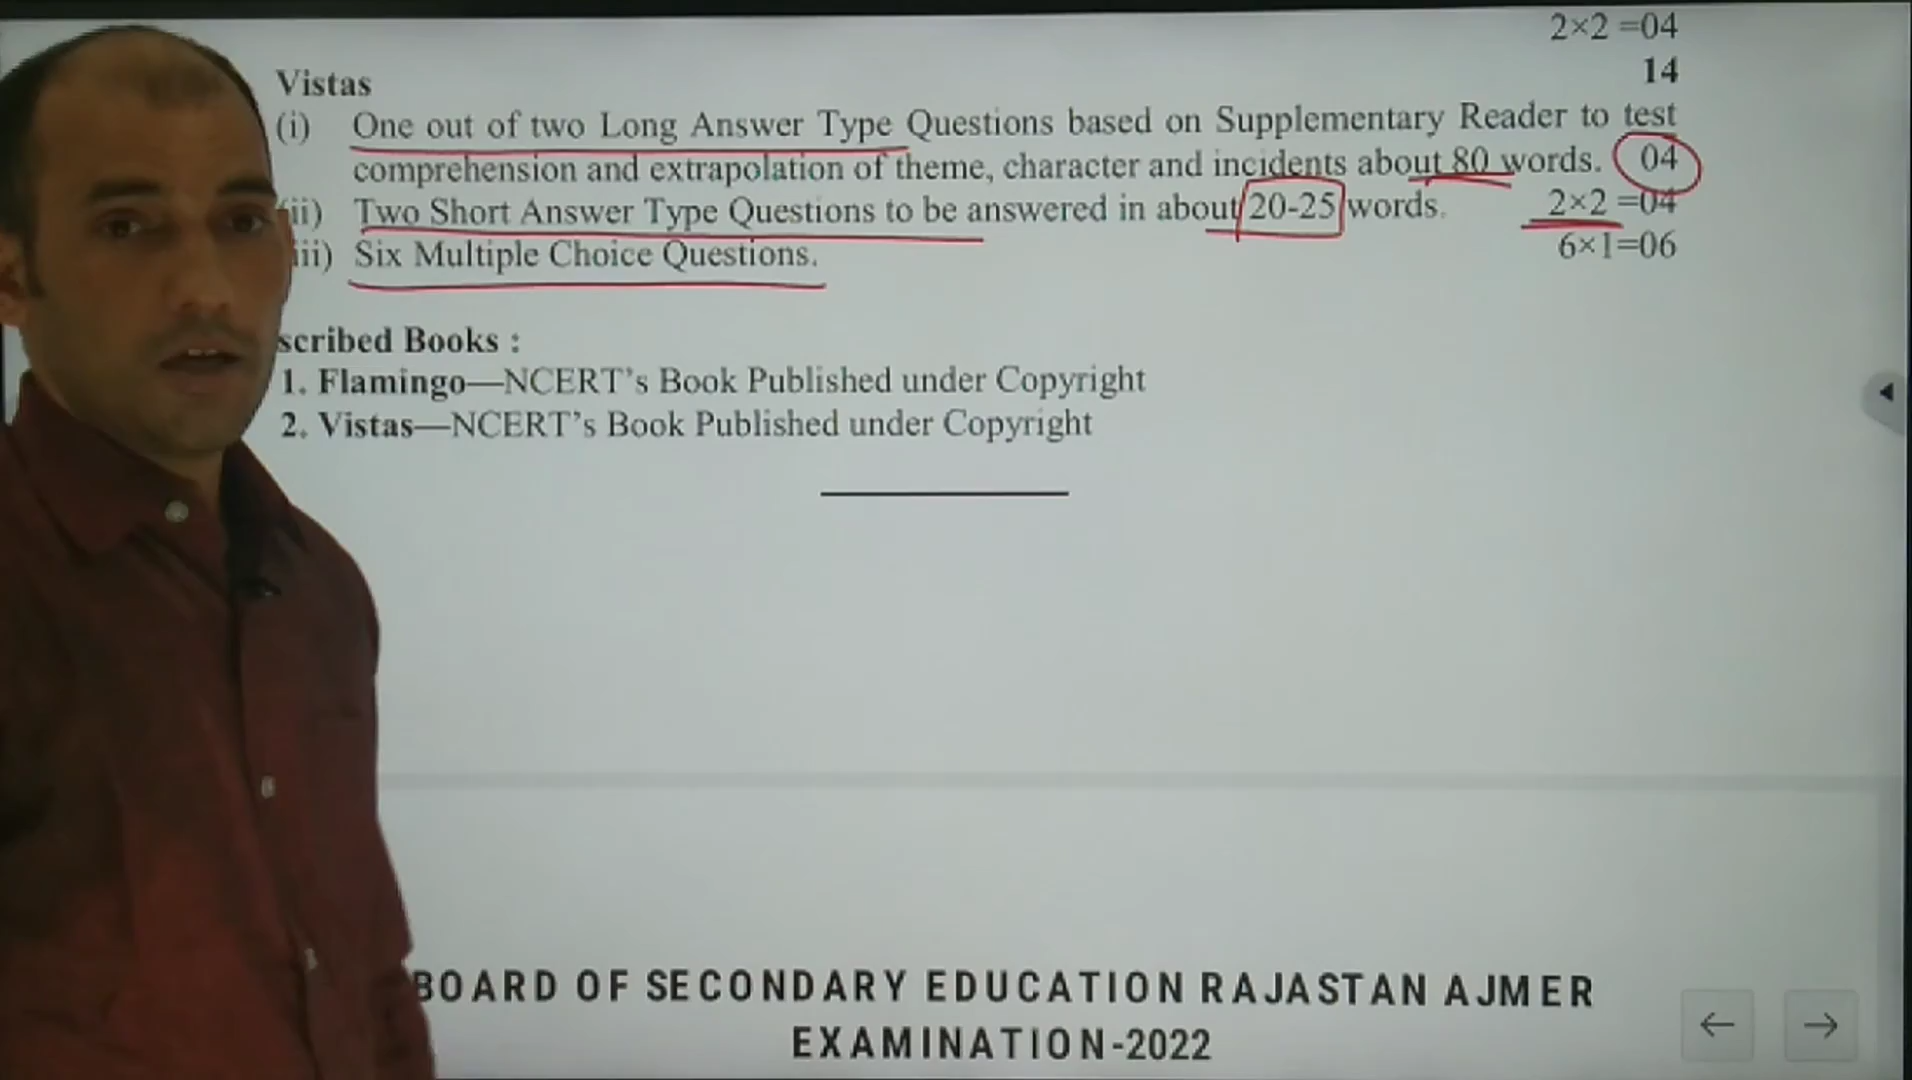 2×2 =04
Vistas 14
(i) One out of two Long Answer Type Questions based on Supplementary Reader to test
comprehension and extrapolation of theme, character and incidents about 80 words. 04
(ii) Two Short Answer Type Questions to be answered in about 20-25 words. 2×2 =04
iii) Six Multiple Choice Questions. 6×1=06
scribed Books :
1. Flamingo—NCERT's Book Published under Copyright
2. Vistas—NCERT's Book Published under Copyright
BOARD OF SECONDARY EDUCATION RAJASTAN AJMER
EXAMINATION-2022